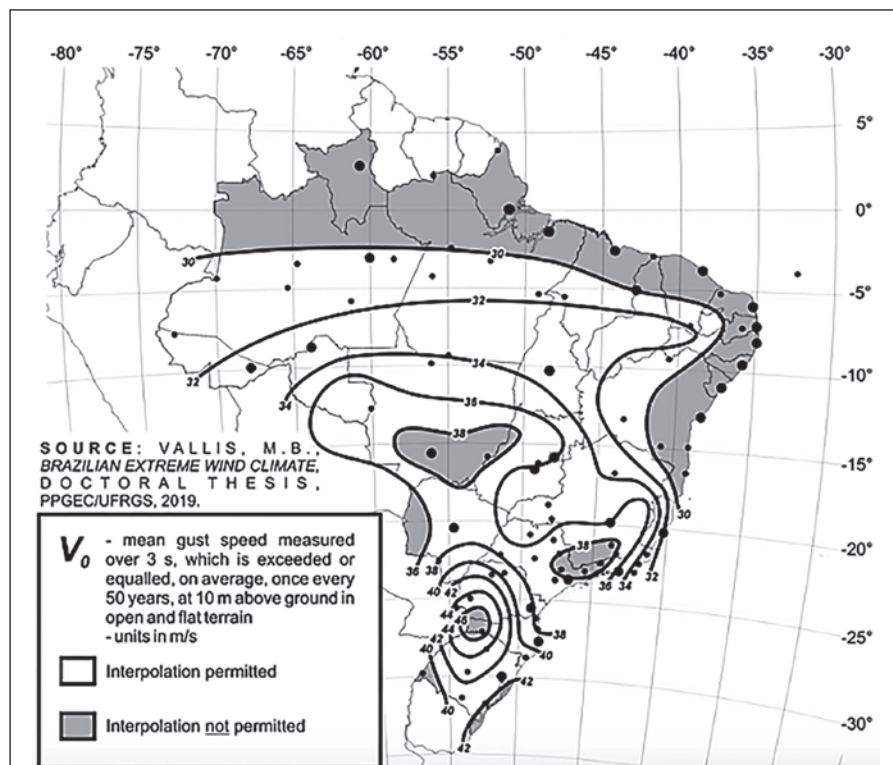 -80° -75° -70° -65° -60° -55° -50° -45° -40° -35° -30°
5°
0°
-5°
-10°
-15°
-20°
-25°
-30°
30 30
32 32
34 34
36
38
30
36 38
40
42
38
36 34 32
44
46
44
42
40
38
40
42
40
42
SOURCE: VALLIS, M.B.,
BRAZILIAN EXTREME WIND CLIMATE,
DOCTORAL THESIS,
PPGEC/UFRGS, 2019.
V0 - mean gust speed measured
over 3 s, which is exceeded or
equalled, on average, once every
50 years, at 10 m above ground in
open and flat terrain
- units in m/s
Interpolation permitted
Interpolation not permitted